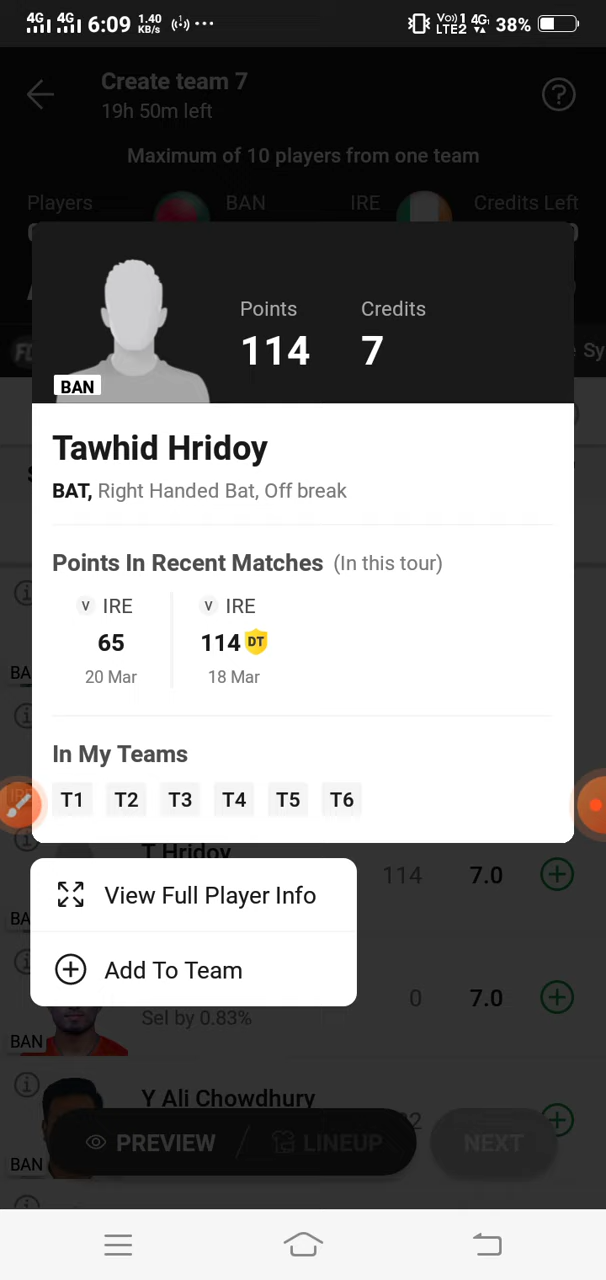 4G 4G 6:09 1.40 KB/s ... Vo)) 1 LTE2 4G 38%
Create team 7
19h 50m left
Maximum of 10 players from one team
Players BAN IRE Credits Left
Points Credits
114 7
BAN
Tawhid Hridoy
BAT, Right Handed Bat, Off break
Points In Recent Matches (In this tour)
V IRE V IRE
65 114 DT
20 Mar 18 Mar
In My Teams
T1 T2 T3 T4 T5 T6
T Hridoy
114 7.0
View Full Player Info
Add To Team
0 7.0
Sel by 0.83%
BAN
Y Ali Chowdhury
PREVIEW / LINEUP NEXT
BAN